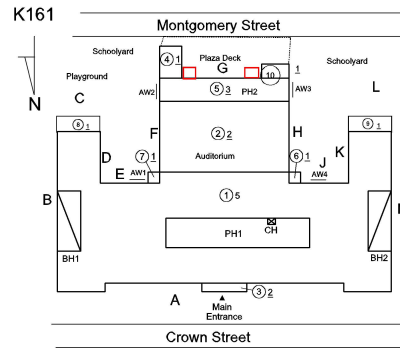 K161
Montgomery Street
Schoolyard
Plaza Deck
Schoolyard
4 1
G
10
1
Playground
L
C
N
AW2
5 3
PH2
AW3
8 1
9 1
F
2 2
H
Auditorium
D
7 1
6 1
J
K
E
AW1
AW4
B
1 5
CH
PH1
BH1
BH2
A
3 2
Main
Entrance
Crown Street